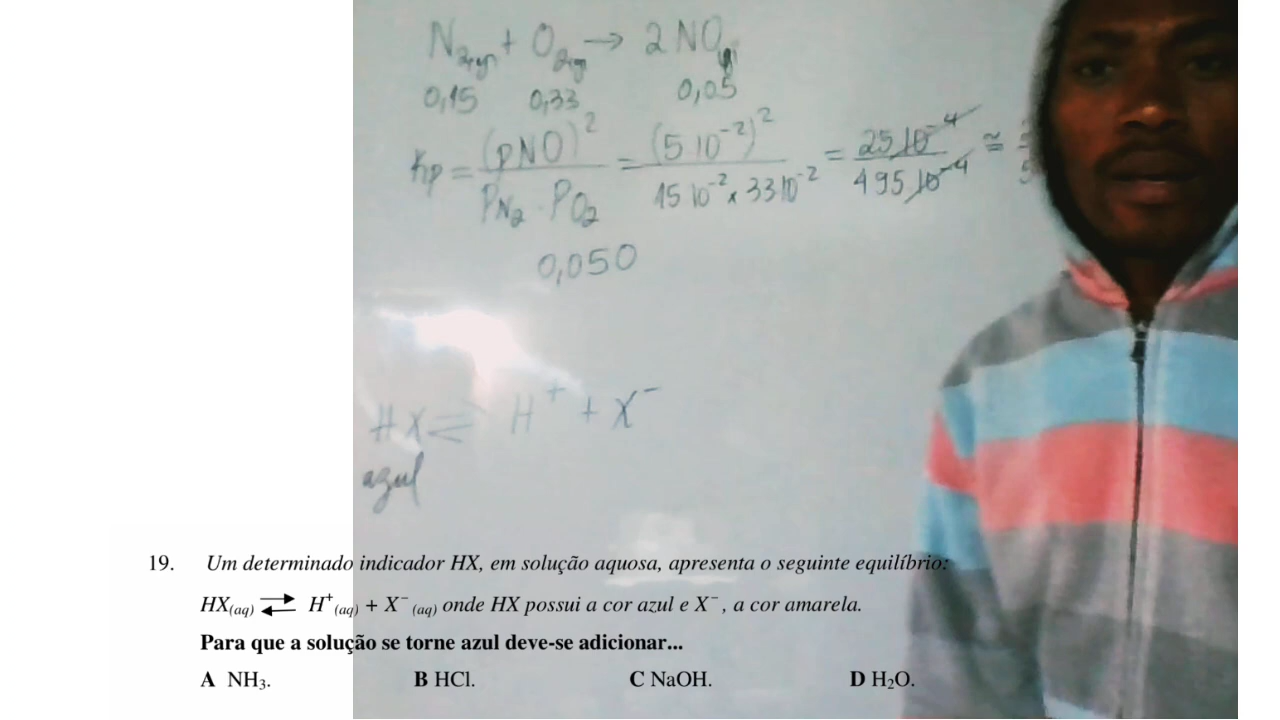 N₂(g) + O₂(g) → 2NO(g)
0,15 0,33 0,05
Kp = (pNO)² / PN₂ · PO₂ = (5 10⁻²)² / 15 10⁻² x 33 10⁻² = 25 10⁻⁴ / 495 10⁻⁴ ≅
0,050
HX ⇌ H⁺ + X⁻
azul
19. Um determinado indicador HX, em solução aquosa, apresenta o seguinte equilíbrio:
HX(aq) ⇌ H⁺(aq) + X⁻(aq) onde HX possui a cor azul e X⁻, a cor amarela.
Para que a solução se torne azul deve-se adicionar...
A NH₃. B HCl. C NaOH. D H₂O.